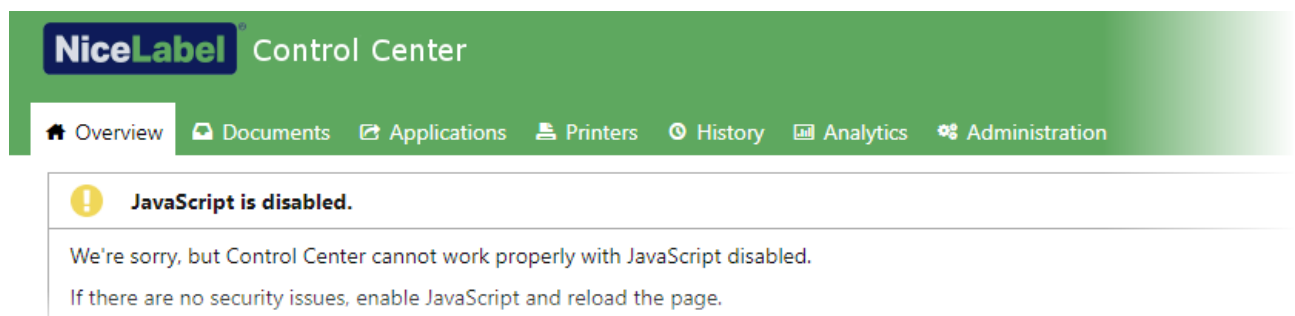 NiceLabel® Control Center
Overview Documents Applications Printers History Analytics Administration
JavaScript is disabled.
We're sorry, but Control Center cannot work properly with JavaScript disabled.
If there are no security issues, enable JavaScript and reload the page.